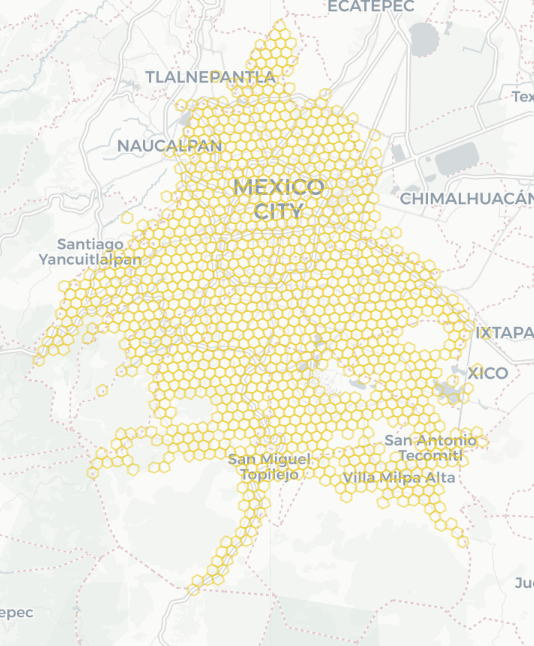 ECATEPEC
TLALNEPANTLA
Tex
NAUCALPAN
MEXICO
CITY
CHIMALHUACÁN
Santiago
Yancuitlalpan
IXTAPA
XICO
San Antonio
Tecómitl
San Miguel
Topilejo
Villa Milpa Alta
Ju
epec